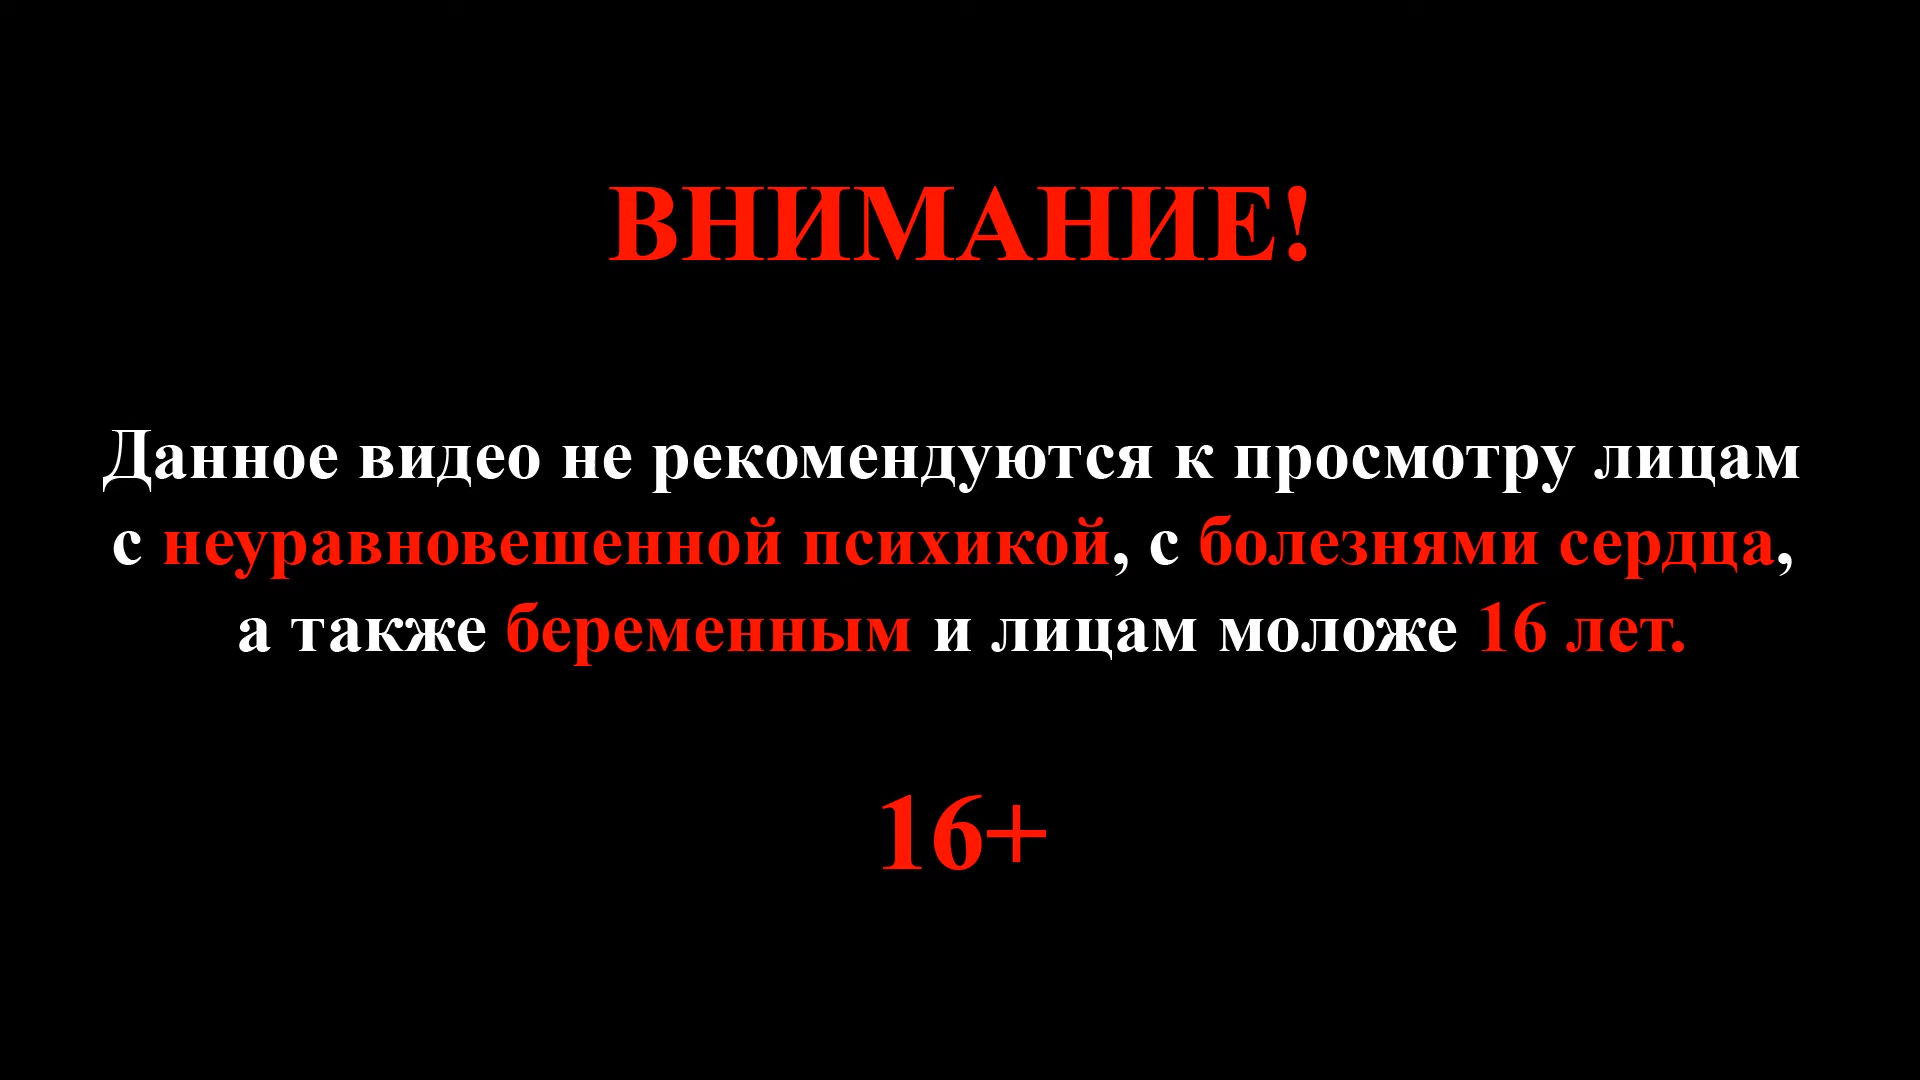 ВНИМАНИЕ!
Данное видео не рекомендуются к просмотру лицам
с неуравновешенной психикой, с болезнями сердца,
а также беременным и лицам моложе 16 лет.
16+